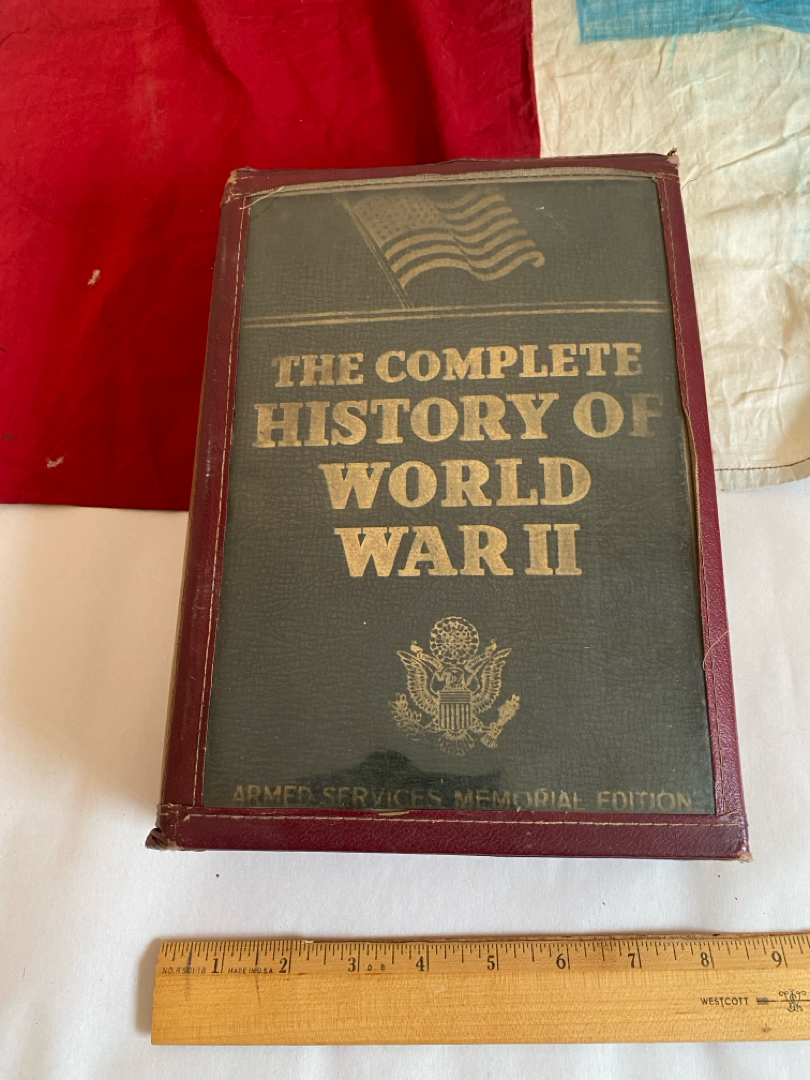 THE COMPLETE
HISTORY OF
WORLD
WAR II
ARMED SERVICES MEMORIAL EDITION
1 2 3 4 5 6 7 8 9
MADE IN U.S.A.
WESTCOTT